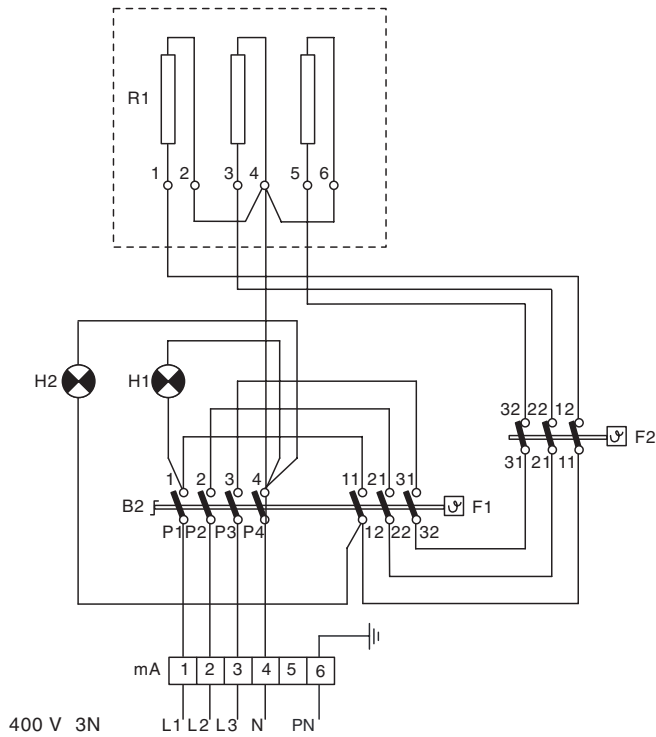 R1
1 2 3 4 5 6
H2 H1
32 22 12
F2
31 21 11
1 2 3 4 11 21 31
B2 F1
P1 P2 P3 P4 12 22 32
mA 1 2 3 4 5 6
400 V 3N L1 L2 L3 N PN